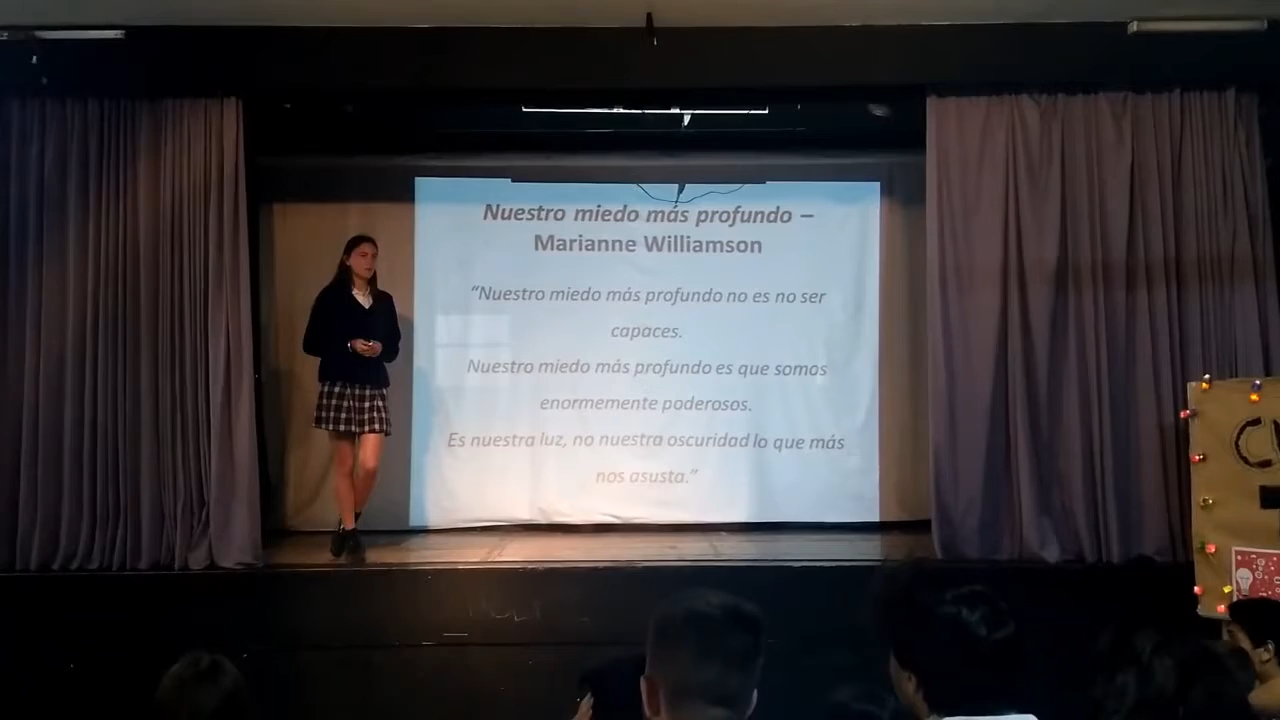 Nuestro miedo más profundo –
Marianne Williamson
“Nuestro miedo más profundo no es no ser
capaces.
Nuestro miedo más profundo es que somos
enormemente poderosos.
Es nuestra luz, no nuestra oscuridad lo que más
nos asusta.”